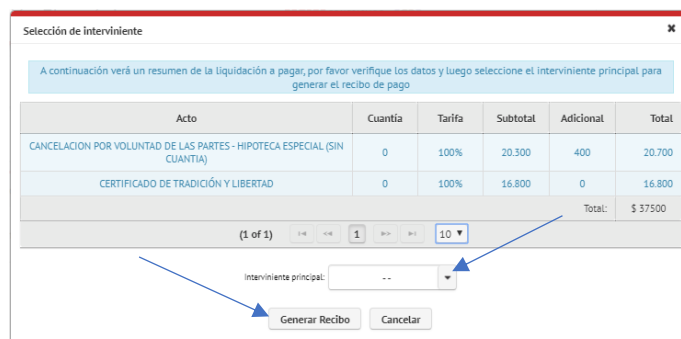 Selección de interviniente
A continuación verá un resumen de la liquidación a pagar, por favor verifique los datos y luego seleccione el interviniente principal para
generar el recibo de pago
Acto Cuantía Tarifa Subtotal Adicional Total
CANCELACION POR VOLUNTAD DE LAS PARTES - HIPOTECA ESPECIAL (SIN
CUANTIA) 0 100% 20.300 400 20.700
CERTIFICADO DE TRADICIÓN Y LIBERTAD 0 100% 16.800 0 16.800
Total: $ 37500
(1 of 1) 1 10
Interviniente principal: --
Generar Recibo Cancelar